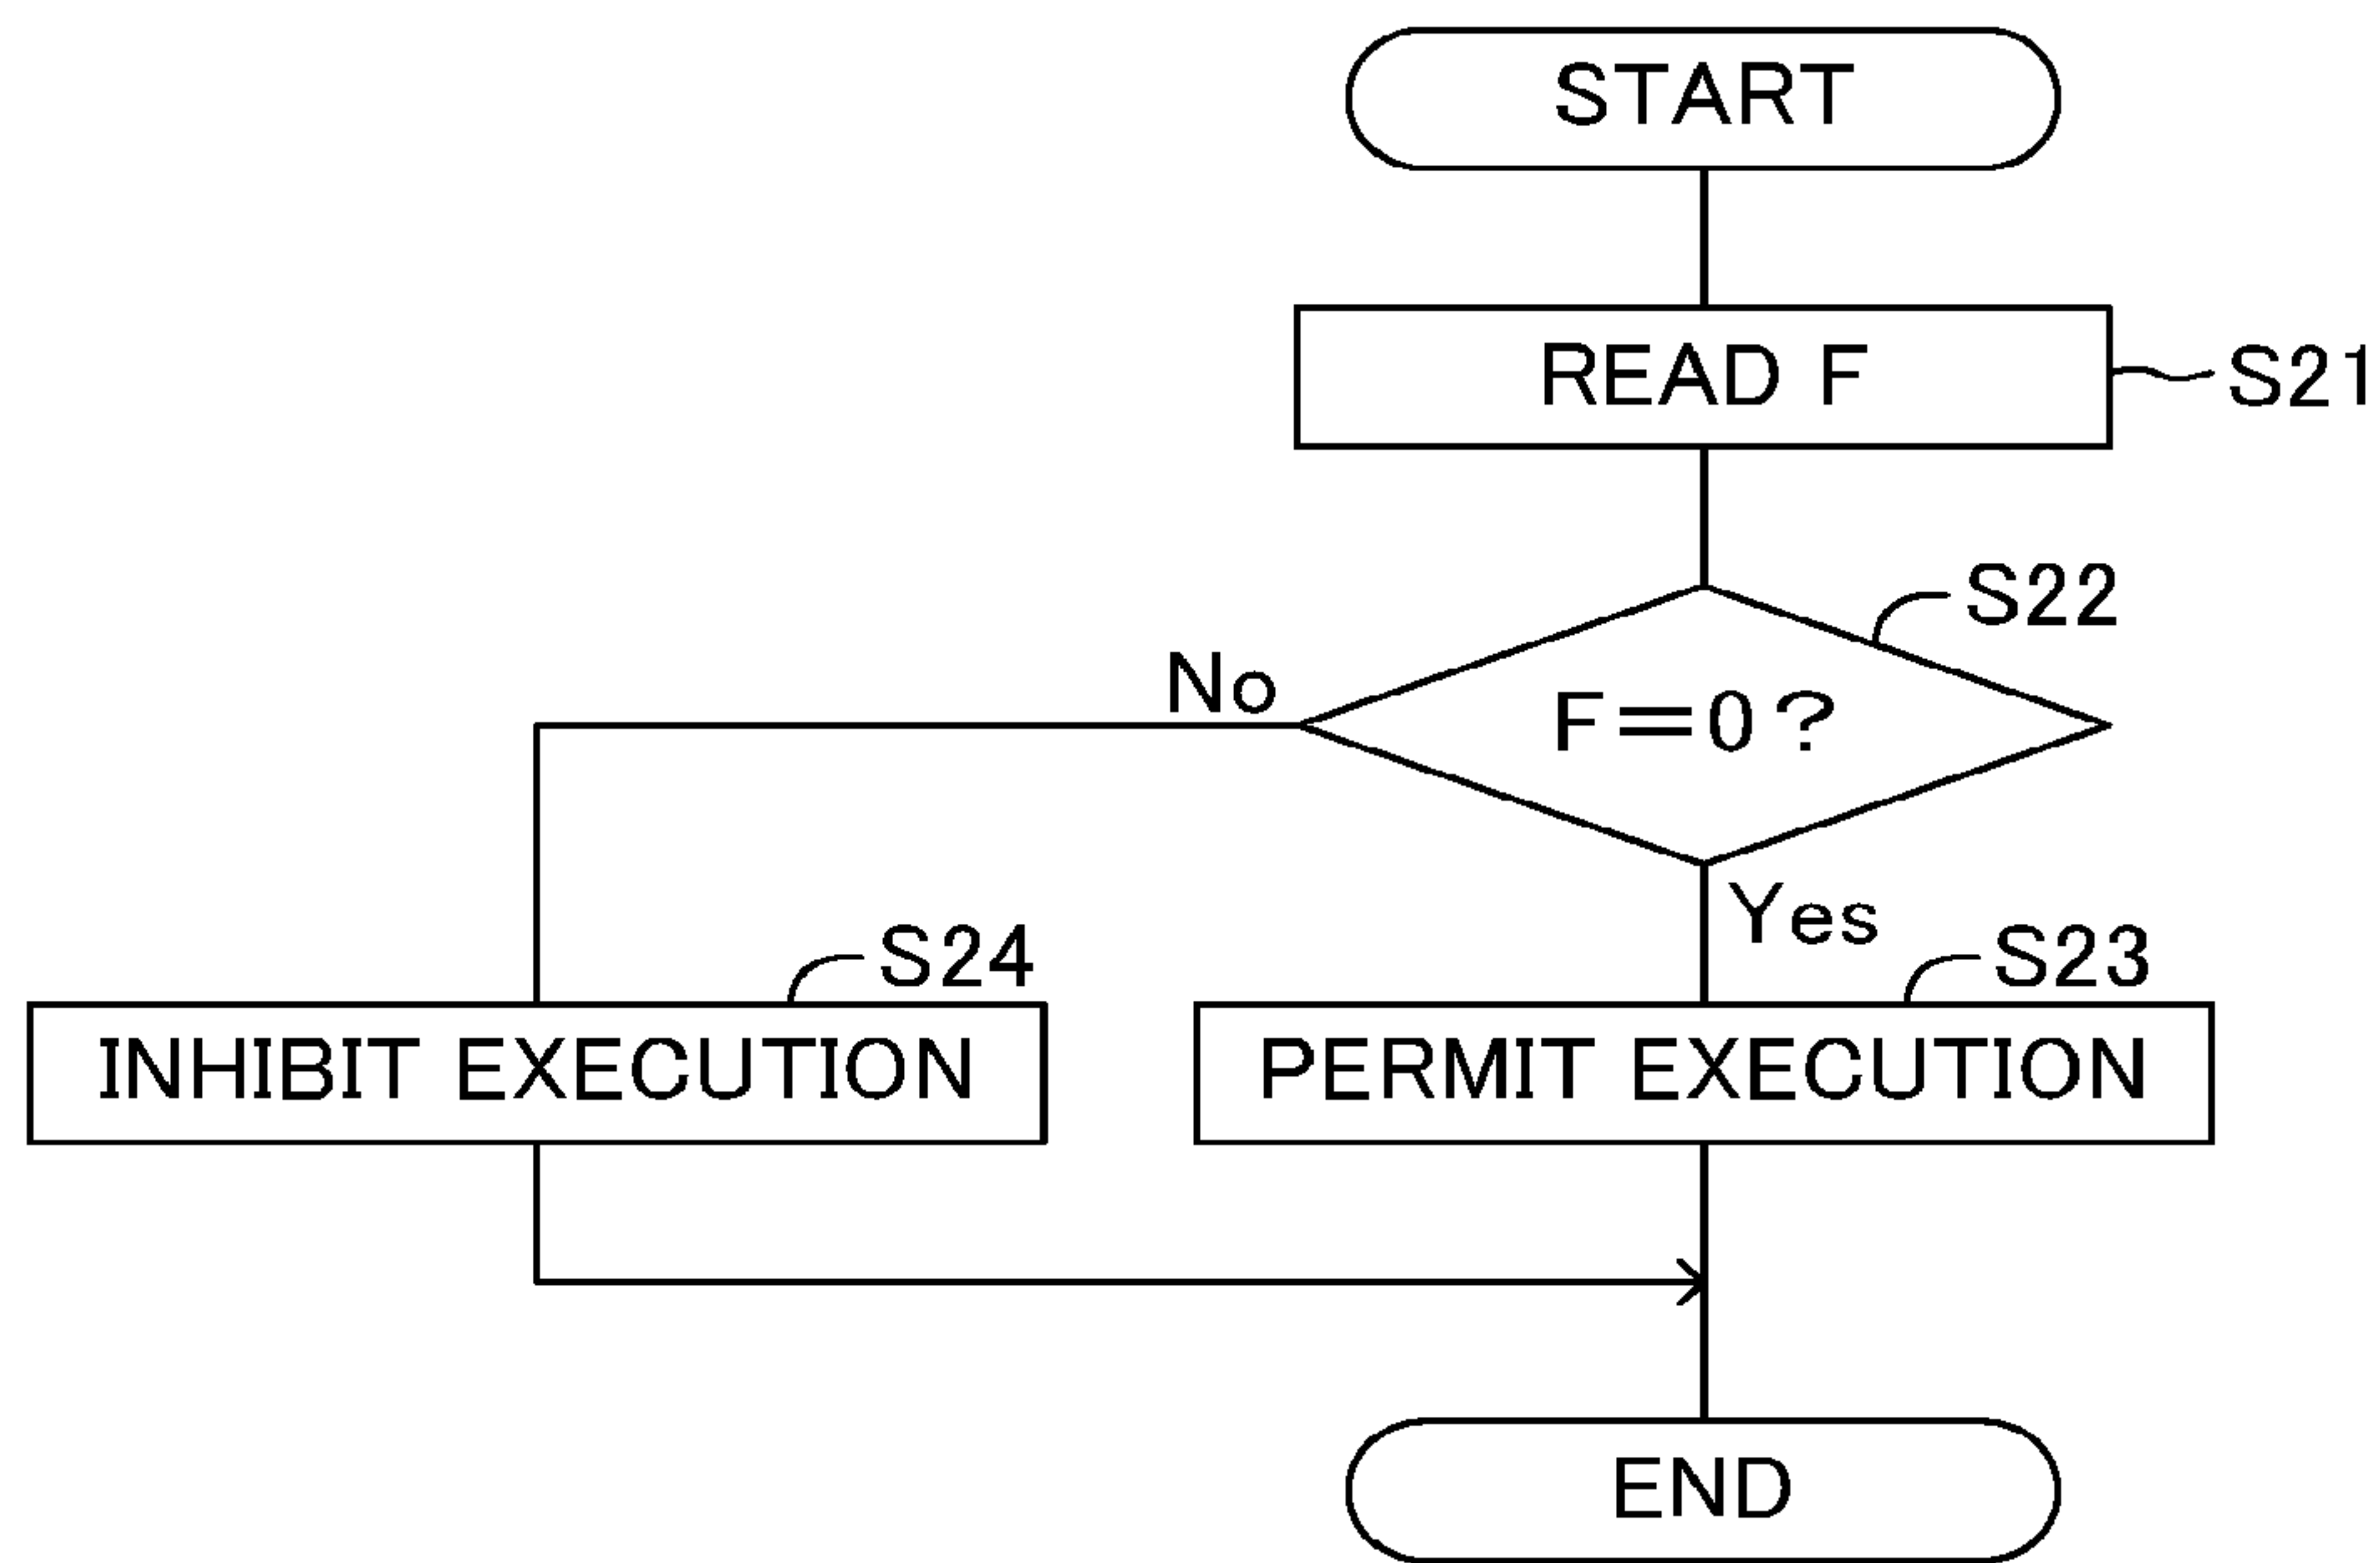 START
READ F
S21
S22
F=0?
No
Yes
S24
S23
INHIBIT EXECUTION
PERMIT EXECUTION
END